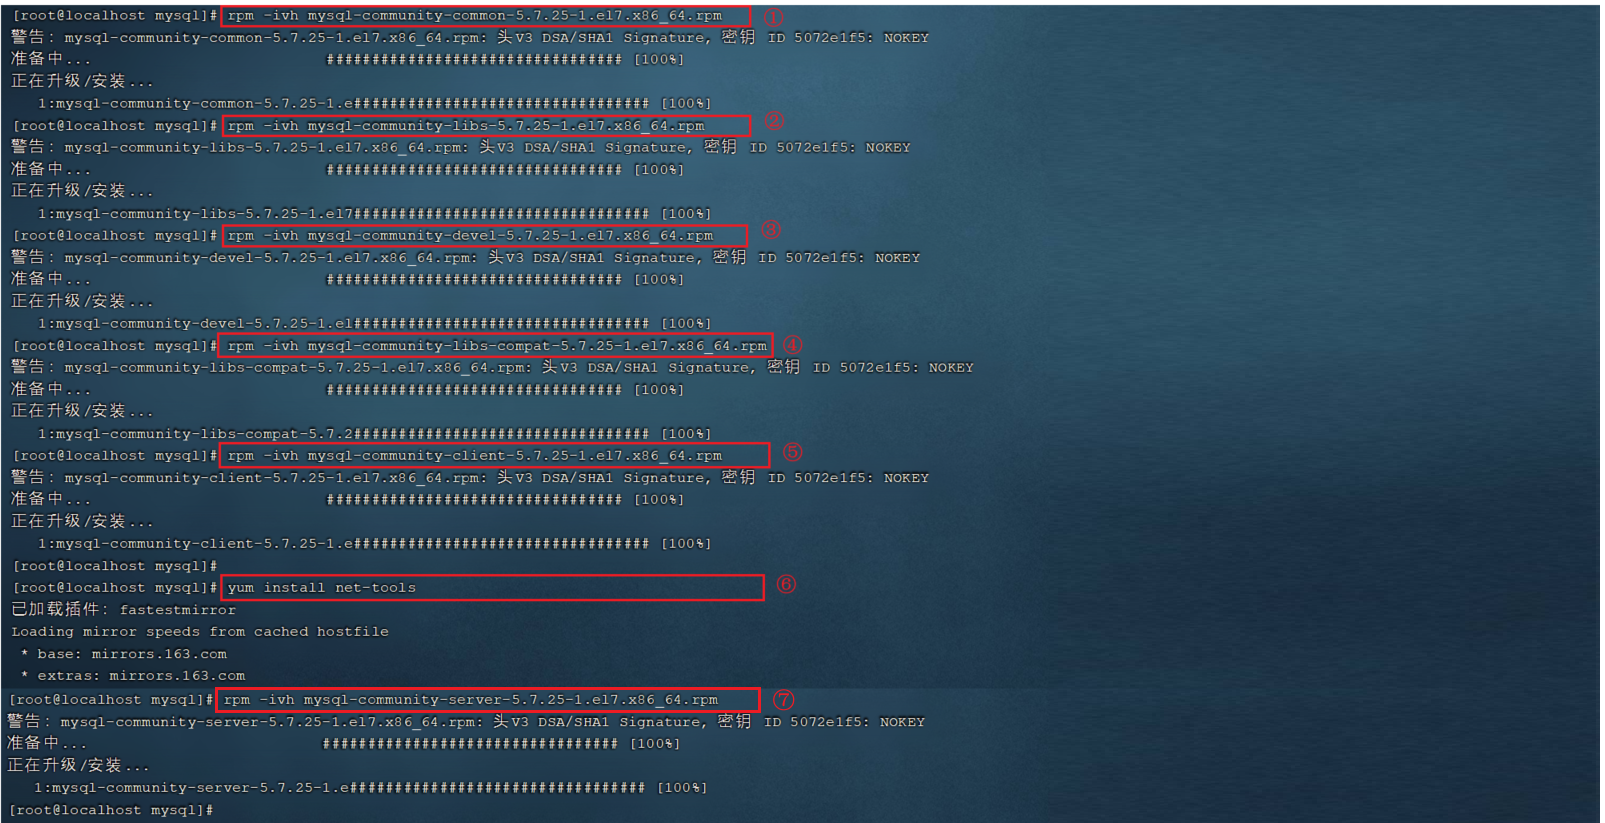 [root@localhost mysql]# rpm -ivh mysql-community-common-5.7.25-1.el7.x86_64.rpm ①
警告：mysql-community-common-5.7.25-1.el7.x86_64.rpm: 头V3 DSA/SHA1 Signature, 密钥 ID 5072e1f5: NOKEY
准备中... ################################# [100%]
正在升级/安装...
1:mysql-community-common-5.7.25-1.e################################# [100%]
[root@localhost mysql]# rpm -ivh mysql-community-libs-5.7.25-1.el7.x86_64.rpm ②
警告：mysql-community-libs-5.7.25-1.el7.x86_64.rpm: 头V3 DSA/SHA1 Signature, 密钥 ID 5072e1f5: NOKEY
准备中... ################################# [100%]
正在升级/安装...
1:mysql-community-libs-5.7.25-1.el7################################# [100%]
[root@localhost mysql]# rpm -ivh mysql-community-devel-5.7.25-1.el7.x86_64.rpm ③
警告：mysql-community-devel-5.7.25-1.el7.x86_64.rpm: 头V3 DSA/SHA1 Signature, 密钥 ID 5072e1f5: NOKEY
准备中... ################################# [100%]
正在升级/安装...
1:mysql-community-devel-5.7.25-1.el################################# [100%]
[root@localhost mysql]# rpm -ivh mysql-community-libs-compat-5.7.25-1.el7.x86_64.rpm ④
警告：mysql-community-libs-compat-5.7.25-1.el7.x86_64.rpm: 头V3 DSA/SHA1 Signature, 密钥 ID 5072e1f5: NOKEY
准备中... ################################# [100%]
正在升级/安装...
1:mysql-community-libs-compat-5.7.2################################# [100%]
[root@localhost mysql]# rpm -ivh mysql-community-client-5.7.25-1.el7.x86_64.rpm ⑤
警告：mysql-community-client-5.7.25-1.el7.x86_64.rpm: 头V3 DSA/SHA1 Signature, 密钥 ID 5072e1f5: NOKEY
准备中... ################################# [100%]
正在升级/安装...
1:mysql-community-client-5.7.25-1.e################################# [100%]
[root@localhost mysql]#
[root@localhost mysql]# yum install net-tools ⑥
已加载插件：fastestmirror
Loading mirror speeds from cached hostfile
* base: mirrors.163.com
* extras: mirrors.163.com
[root@localhost mysql]# rpm -ivh mysql-community-server-5.7.25-1.el7.x86_64.rpm ⑦
警告：mysql-community-server-5.7.25-1.el7.x86_64.rpm: 头V3 DSA/SHA1 Signature, 密钥 ID 5072e1f5: NOKEY
准备中... ################################# [100%]
正在升级/安装...
1:mysql-community-server-5.7.25-1.e################################# [100%]
[root@localhost mysql]#